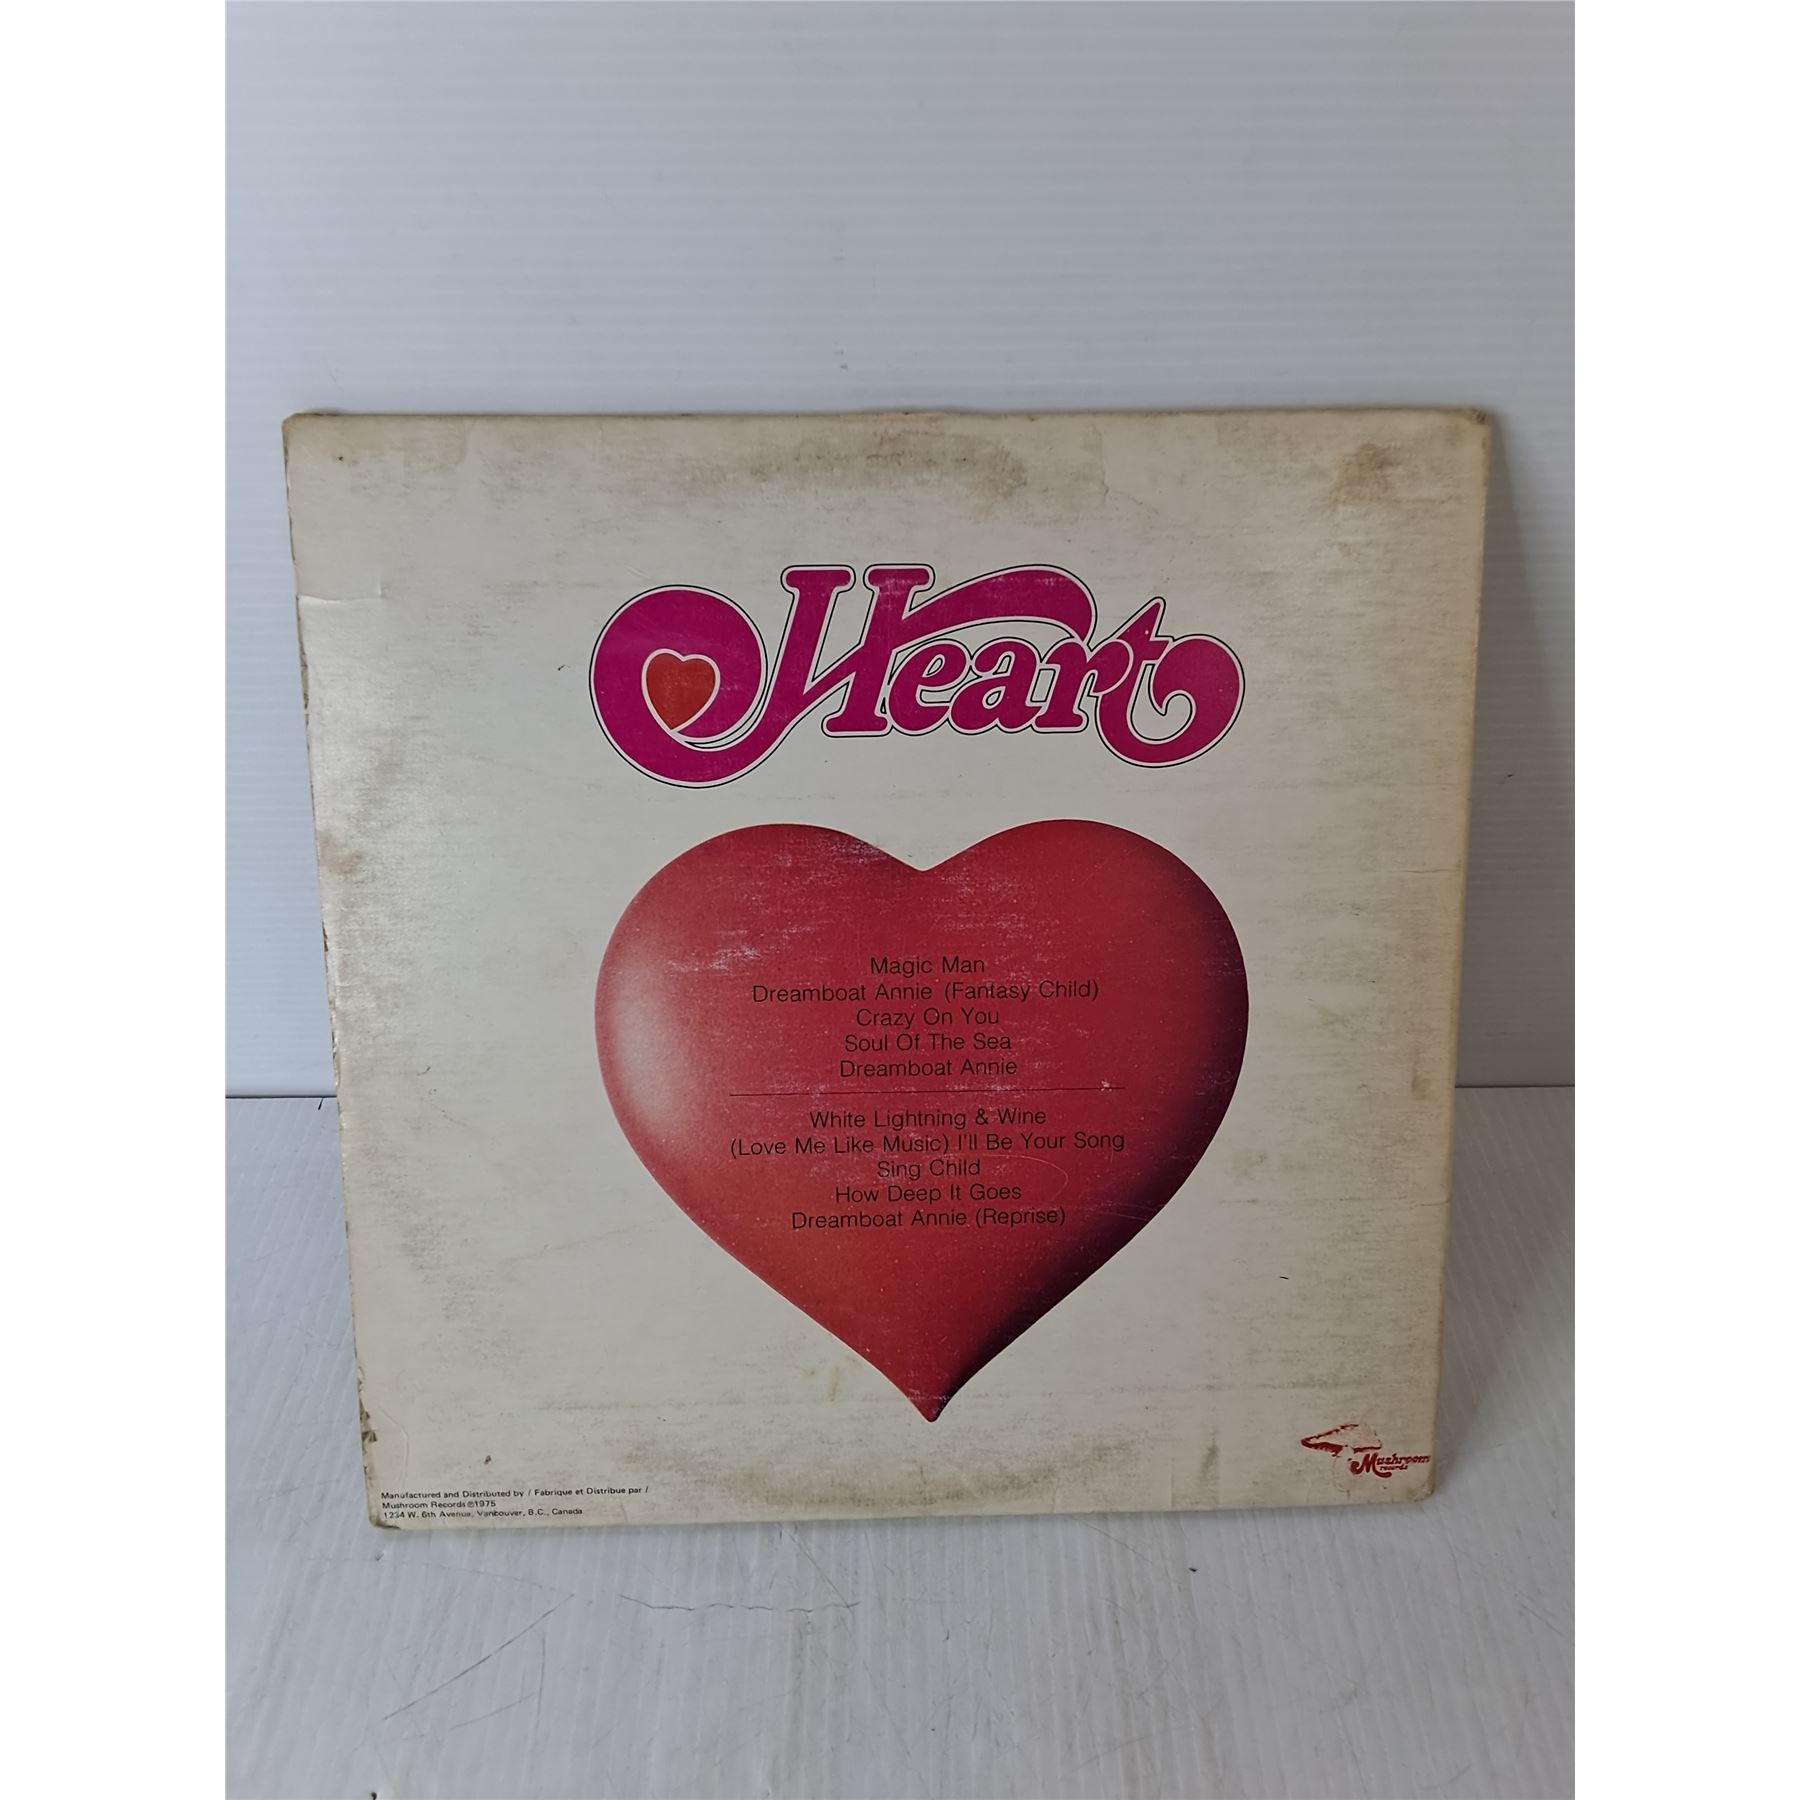 Heart
Magic Man
Dreamboat Annie (Fantasy Child)
Crazy On You
Soul Of The Sea
Dreamboat Annie
White Lightning & Wine
(Love Me Like Music) I'll Be Your Song
Sing Child
How Deep It Goes
Dreamboat Annie (Reprise)
Mushroom
records
Manufactured and Distributed by / Fabrique et Distribue par /
Mushroom Records ℗1975
1234 W. 6th Avenue, Vancouver, B.C., Canada